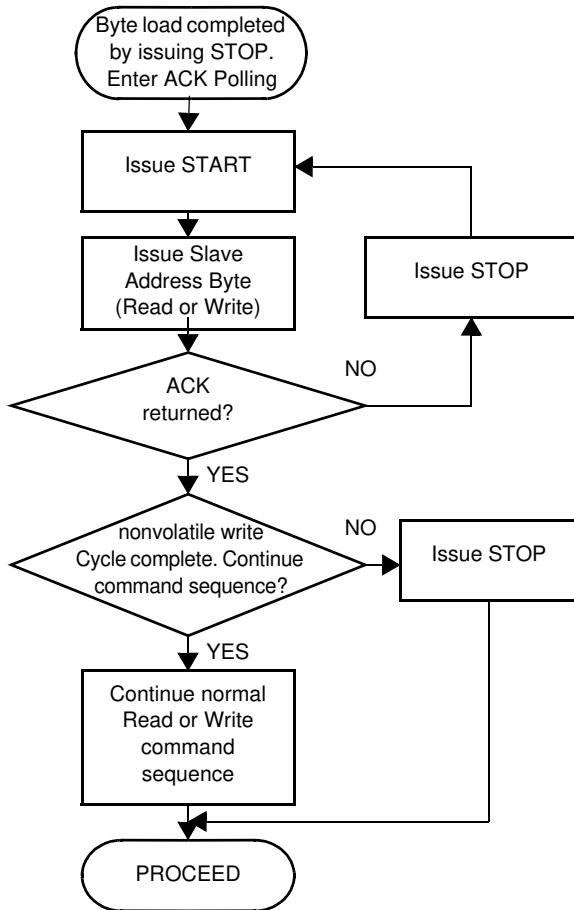 Byte load completed
by issuing STOP.
Enter ACK Polling
Issue START
Issue Slave
Address Byte
(Read or Write)
Issue STOP
ACK
returned?
NO
YES
nonvolatile write
Cycle complete. Continue
command sequence?
NO
Issue STOP
YES
Continue normal
Read or Write
command
sequence
PROCEED